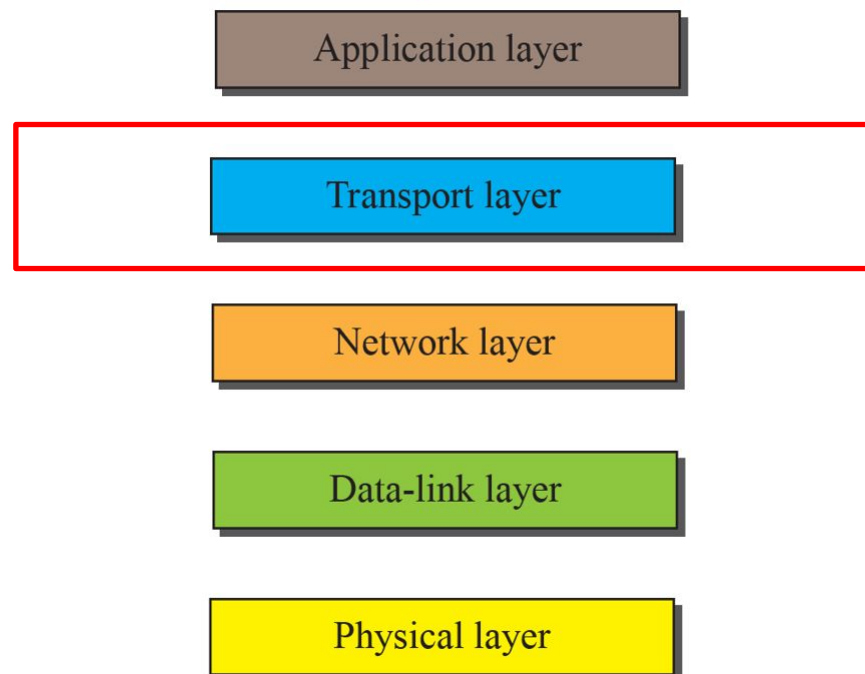 Application layer
Transport layer
Network layer
Data-link layer
Physical layer